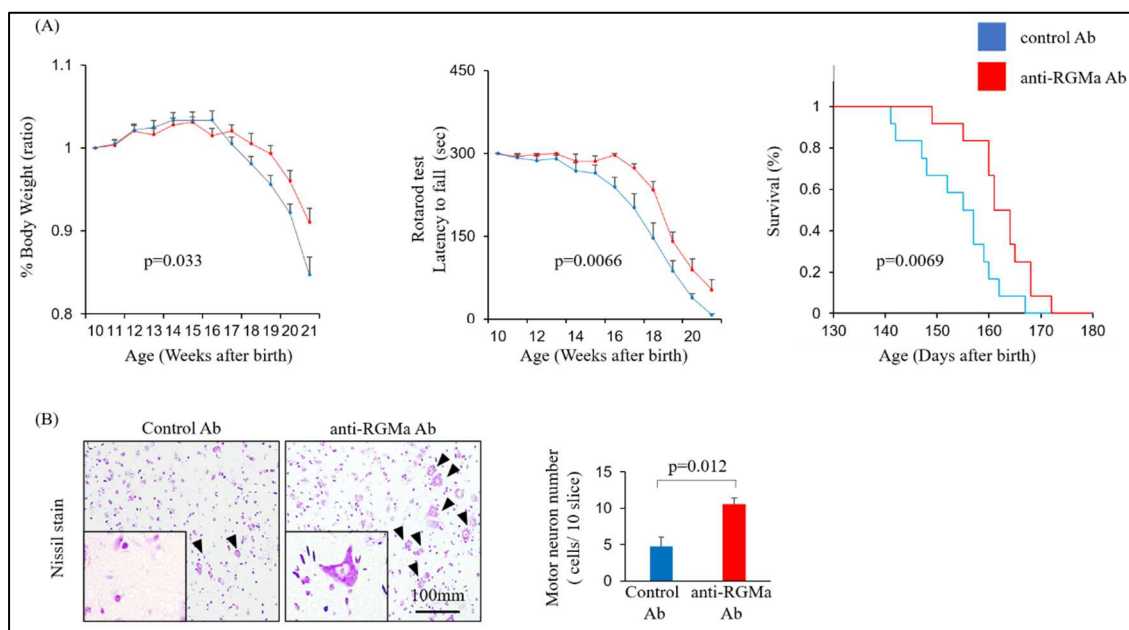 (A)
control Ab
anti-RGMa Ab
1.1
1
0.9
0.8
% Body Weight (ratio)
p=0.033
10 11 12 13 14 15 16 17 18 19 20 21
Age (Weeks after birth)
450
300
150
0
Rotarod test
Latency to fall (sec)
p=0.0066
10 12 14 16 18 20
Age (Weeks after birth)
1
0.8
0.6
0.4
0.2
0
Survival (%)
p=0.0069
130 140 150 160 170 180
Age (Days after birth)
(B)
Control Ab
anti-RGMa Ab
Nissil stain
100mm
15
10
5
0
Motor neuron number
( cells/ 10 slice)
p=0.012
Control
Ab
anti-RGMa
Ab